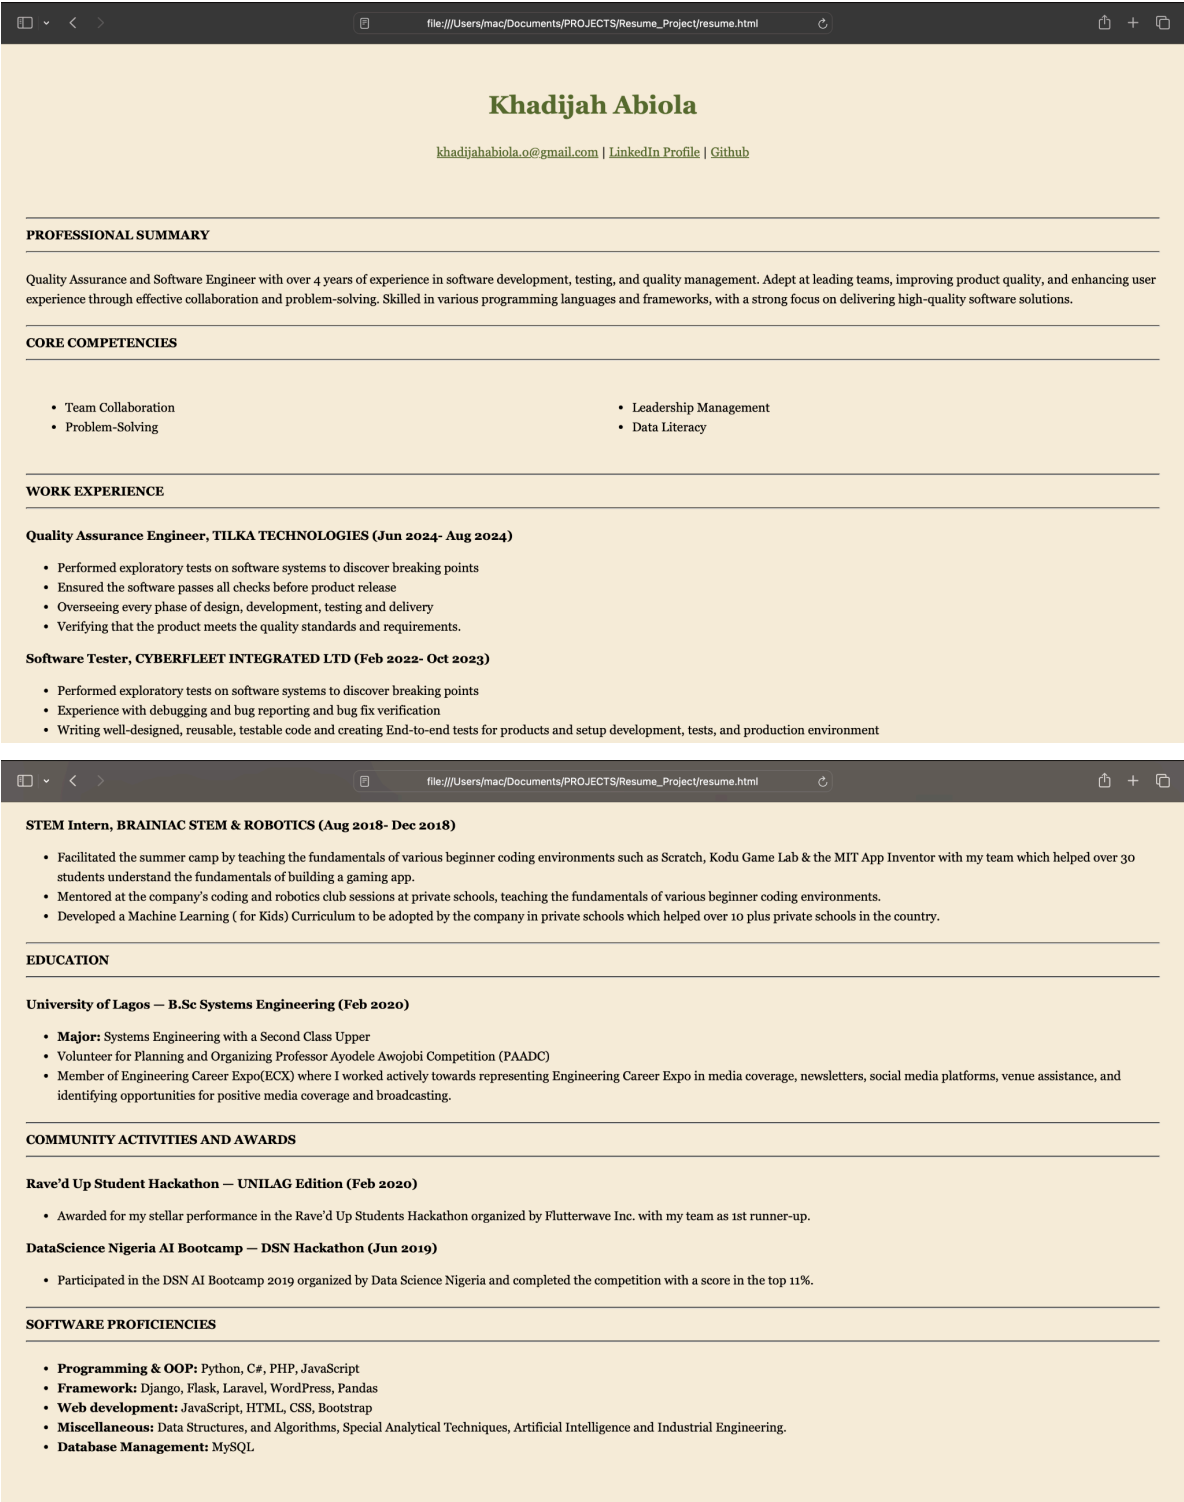 file:///Users/mac/Documents/PROJECTS/Resume_Project/resume.html
Khadijah Abiola
khadijahabiola.o@gmail.com | LinkedIn Profile | Github
PROFESSIONAL SUMMARY
Quality Assurance and Software Engineer with over 4 years of experience in software development, testing, and quality management. Adept at leading teams, improving product quality, and enhancing user
experience through effective collaboration and problem-solving. Skilled in various programming languages and frameworks, with a strong focus on delivering high-quality software solutions.
CORE COMPETENCIES
• Team Collaboration
• Problem-Solving
• Leadership Management
• Data Literacy
WORK EXPERIENCE
Quality Assurance Engineer, TILKA TECHNOLOGIES (Jun 2024- Aug 2024)
• Performed exploratory tests on software systems to discover breaking points
• Ensured the software passes all checks before product release
• Overseeing every phase of design, development, testing and delivery
• Verifying that the product meets the quality standards and requirements.
Software Tester, CYBERFLEET INTEGRATED LTD (Feb 2022- Oct 2023)
• Performed exploratory tests on software systems to discover breaking points
• Experience with debugging and bug reporting and bug fix verification
• Writing well-designed, reusable, testable code and creating End-to-end tests for products and setup development, tests, and production environment
file:///Users/mac/Documents/PROJECTS/Resume_Project/resume.html
STEM Intern, BRAINIAC STEM & ROBOTICS (Aug 2018- Dec 2018)
• Facilitated the summer camp by teaching the fundamentals of various beginner coding environments such as Scratch, Kodu Game Lab & the MIT App Inventor with my team which helped over 30
students understand the fundamentals of building a gaming app.
• Mentored at the company's coding and robotics club sessions at private schools, teaching the fundamentals of various beginner coding environments.
• Developed a Machine Learning ( for Kids) Curriculum to be adopted by the company in private schools which helped over 10 plus private schools in the country.
EDUCATION
University of Lagos — B.Sc Systems Engineering (Feb 2020)
• Major: Systems Engineering with a Second Class Upper
• Volunteer for Planning and Organizing Professor Ayodele Awojobi Competition (PAADC)
• Member of Engineering Career Expo(ECX) where I worked actively towards representing Engineering Career Expo in media coverage, newsletters, social media platforms, venue assistance, and
identifying opportunities for positive media coverage and broadcasting.
COMMUNITY ACTIVITIES AND AWARDS
Rave’d Up Student Hackathon — UNILAG Edition (Feb 2020)
• Awarded for my stellar performance in the Rave’d Up Students Hackathon organized by Flutterwave Inc. with my team as 1st runner-up.
DataScience Nigeria AI Bootcamp — DSN Hackathon (Jun 2019)
• Participated in the DSN AI Bootcamp 2019 organized by Data Science Nigeria and completed the competition with a score in the top 11%.
SOFTWARE PROFICIENCIES
• Programming & OOP: Python, C#, PHP, JavaScript
• Framework: Django, Flask, Laravel, WordPress, Pandas
• Web development: JavaScript, HTML, CSS, Bootstrap
• Miscellaneous: Data Structures, and Algorithms, Special Analytical Techniques, Artificial Intelligence and Industrial Engineering.
• Database Management: MySQL